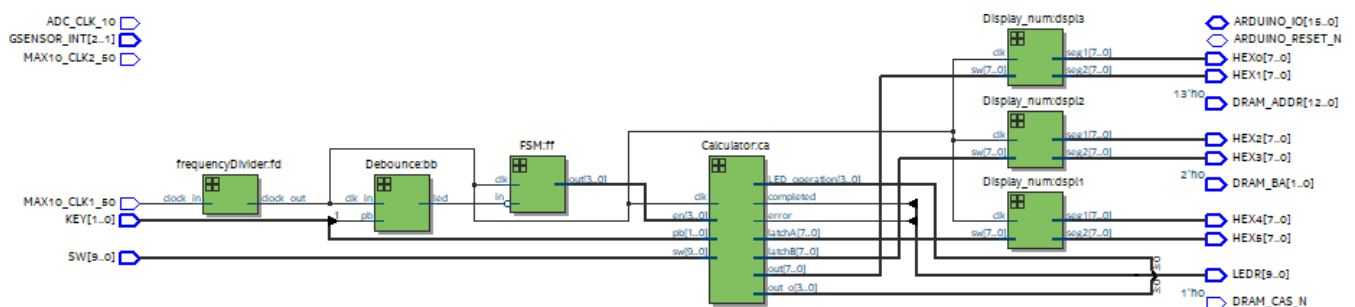 ADC_CLK_10
GSENSOR_INT[2..1]
MAX10_CLK2_50
MAX10_CLK1_50
KEY[1..0]
SW[9..0]
frequencyDivider:fd
clock_in
clock_out
Debounce:bb
clk_in
pb
led
1
FSM:ff
clk
in
out[3..0]
Calculator:ca
clk
en[3..0]
pb[1..0]
sw[9..0]
LED_operation[3..0]
completed
error
latchA[7..0]
latchB[7..0]
out[7..0]
out_o[3..0]
Display_num:dspl3
clk
sw[7..0]
seg1[7..0]
seg2[7..0]
Display_num:dspl2
clk
sw[7..0]
seg1[7..0]
seg2[7..0]
Display_num:dspl1
clk
sw[7..0]
seg1[7..0]
seg2[7..0]
3:0
3:0
ARDUINO_IO[15..0]
ARDUINO_RESET_N
HEX0[7..0]
HEX1[7..0]
13'h0
DRAM_ADDR[12..0]
HEX2[7..0]
HEX3[7..0]
2'h0
DRAM_BA[1..0]
HEX4[7..0]
HEX5[7..0]
LEDR[9..0]
1'h0
DRAM_CAS_N